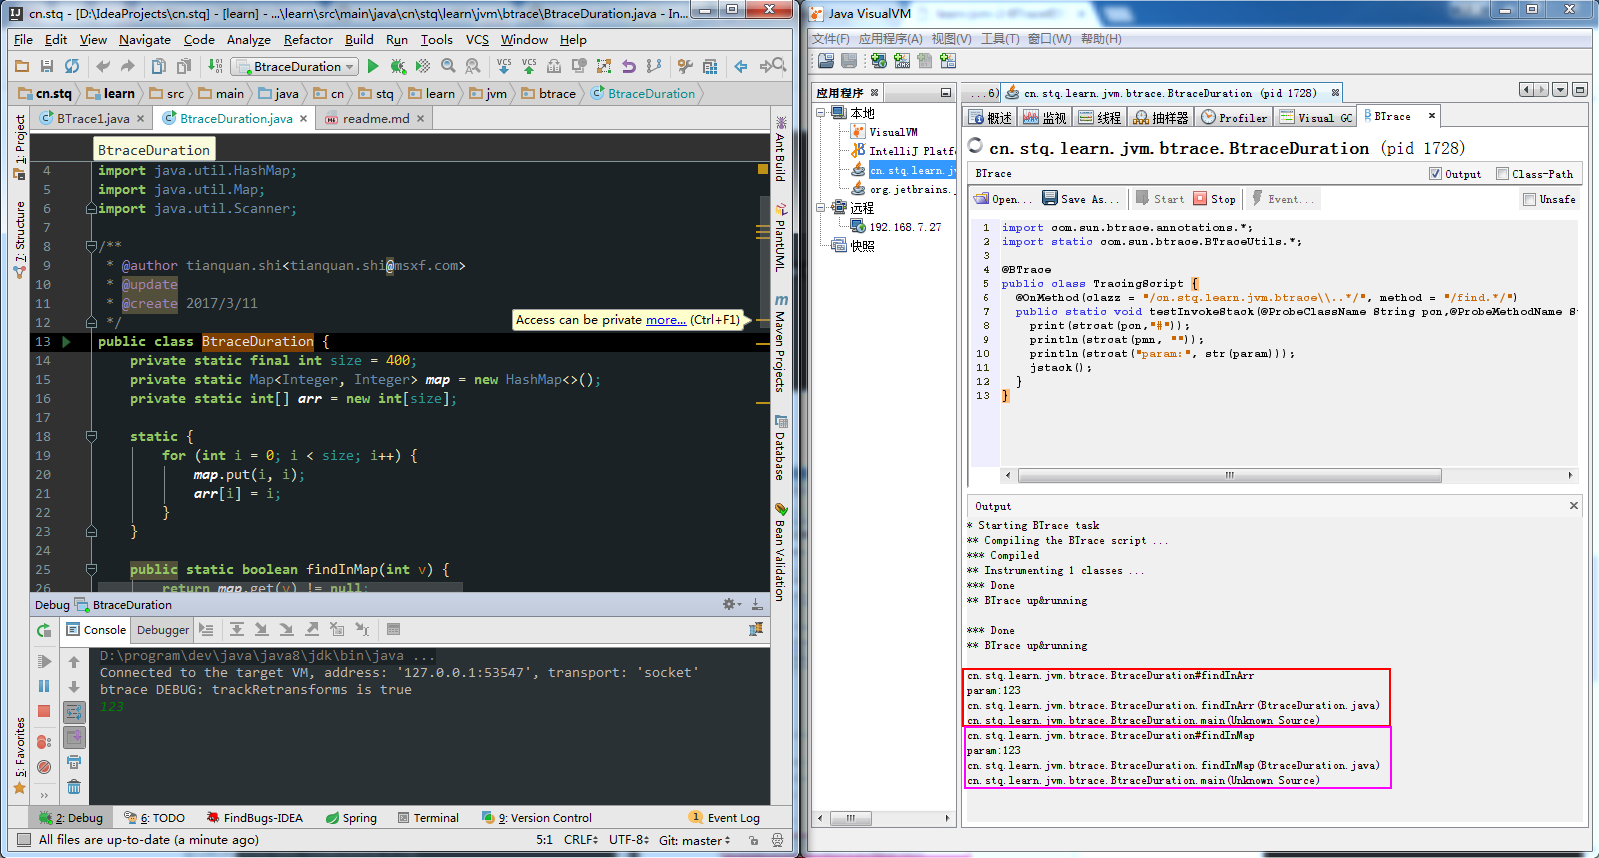 cn.stq - [D:\IdeaProjects\cn.stq] - [learn] - ...\learn\src\main\java\cn\stq\learn\jvm\btrace\BtraceDuration.java - In...
File Edit View Navigate Code Analyze Refactor Build Run Tools VCS Window Help
BtraceDuration
cn.stq learn src main java cn stq learn jvm btrace BtraceDuration
BTrace1.java BtraceDuration.java readme.md
1: Project
7: Structure
5: Favorites
BtraceDuration
4 import java.util.HashMap;
5 import java.util.Map;
6 import java.util.Scanner;
7
8 /**
9 * @author tianquan.shi<tianquan.shi@msxf.com>
10 * @update
11 * @create 2017/3/11
12 */
Access can be private more... (Ctrl+F1)
13 public class BtraceDuration {
14 private static final int size = 400;
15 private static Map<Integer, Integer> map = new HashMap<>();
16 private static int[] arr = new int[size];
17
18 static {
19 for (int i = 0; i < size; i++) {
20 map.put(i, i);
21 arr[i] = i;
22 }
23 }
24
25 public static boolean findInMap(int v) {
26 return map.get(v) != null;
Ant Build
PlantUML
Maven Projects
Database
Bean Validation
Debug BtraceDuration
Console Debugger
D:\program\dev\java\java8\jdk\bin\java ...
Connected to the target VM, address: '127.0.0.1:53547', transport: 'socket'
btrace DEBUG: trackRetransforms is true
123
2: Debug 6: TODO FindBugs-IDEA Spring Terminal 9: Version Control 1 Event Log
All files are up-to-date (a minute ago) 5:1 CRLF UTF-8 Git: master
Java VisualVM
文件(F) 应用程序(A) 视图(V) 工具(T) 窗口(W) 帮助(H)
应用程序
本地
VisualVM
IntelliJ Platf
cn.stq.learn.jv
org.jetbrains.
远程
192.168.7.27
快照
...6) cn.stq.learn.jvm.btrace.BtraceDuration (pid 1728)
概述 监视 线程 抽样器 Profiler Visual GC BTrace
cn.stq.learn.jvm.btrace.BtraceDuration (pid 1728)
BTrace Output Class-Path
Open... Save As... Start Stop Event... Unsafe
1 import com.sun.btrace.annotations.*;
2 import static com.sun.btrace.BTraceUtils.*;
3
4 @BTrace
5 public class TracingScript {
6 @OnMethod(clazz = "/cn.stq.learn.jvm.btrace\\..*/", method = "/find.*/")
7 public static void testInvokeStack(@ProbeClassName String pcn,@ProbeMethodName S
8 print(strcat(pcn,"#"));
9 println(strcat(pmn, ""));
10 println(strcat("param:", str(param)));
11 jstack();
12 }
13 }
Output
* Starting BTrace task
** Compiling the BTrace script ...
*** Compiled
** Instrumenting 1 classes ...
*** Done
** BTrace up&running
*** Done
** BTrace up&running
cn.stq.learn.jvm.btrace.BtraceDuration#findInArr
param:123
cn.stq.learn.jvm.btrace.BtraceDuration.findInArr(BtraceDuration.java)
cn.stq.learn.jvm.btrace.BtraceDuration.main(Unknown Source)
cn.stq.learn.jvm.btrace.BtraceDuration#findInMap
param:123
cn.stq.learn.jvm.btrace.BtraceDuration.findInMap(BtraceDuration.java)
cn.stq.learn.jvm.btrace.BtraceDuration.main(Unknown Source)